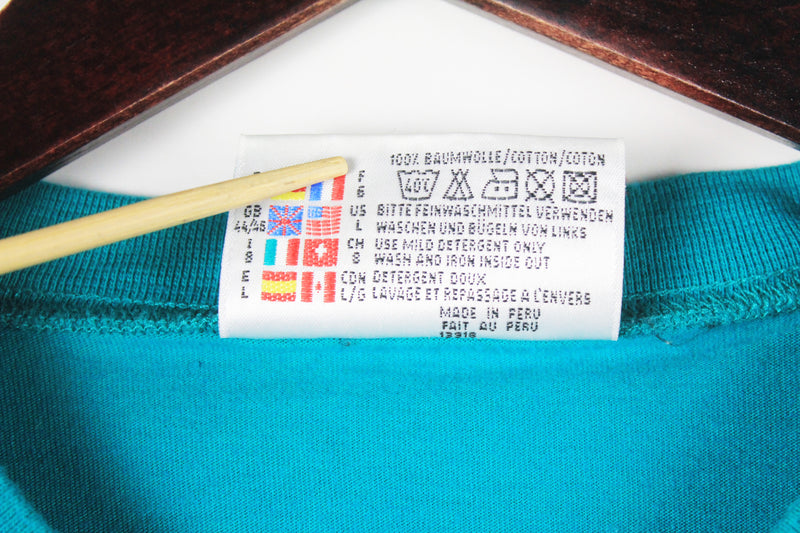 100% BAUMWOLLE/COTTON/COTON
F
6
40C
GB US BITTE FEINWASCHMITTEL VERWENDEN
44/46 L WASCHEN UND BÜGELN VON LINKS
I CH USE MILD DETERGENT ONLY
8 8 WASH AND IRON INSIDE OUT
E CDN DETERGENT DOUX
L L/G LAVAGE ET REPASSAGE A L'ENVERS
MADE IN PERU
FAIT AU PERU